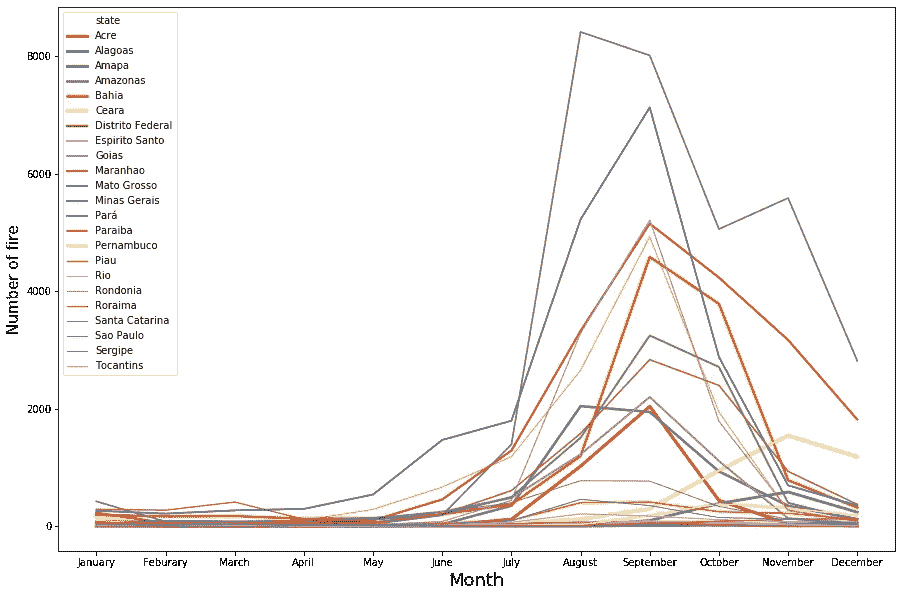 state
Acre
Alagoas
Amapa
Amazonas
Bahia
Ceara
Distrito Federal
Espirito Santo
Goias
Maranhao
Mato Grosso
Minas Gerais
Pará
Paraiba
Pernambuco
Piau
Rio
Rondonia
Roraima
Santa Catarina
Sao Paulo
Sergipe
Tocantins
8000
6000
4000
2000
0
Number of fire
January Feburary March April May June July August September October November December
Month